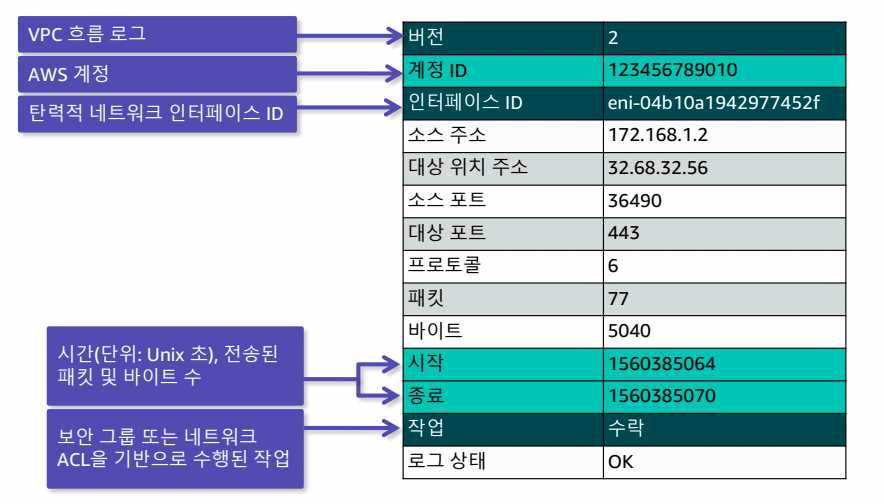 VPC 흐름 로그
버전 2
AWS 계정
계정 ID 123456789010
탄력적 네트워크 인터페이스 ID
인터페이스 ID eni-04b10a1942977452f
소스 주소 172.168.1.2
대상 위치 주소 32.68.32.56
소스 포트 36490
대상 포트 443
프로토콜 6
패킷 77
바이트 5040
시간(단위: Unix 초), 전송된
패킷 및 바이트 수
시작 1560385064
종료 1560385070
보안 그룹 또는 네트워크
ACL을 기반으로 수행된 작업
작업 수락
로그 상태 OK